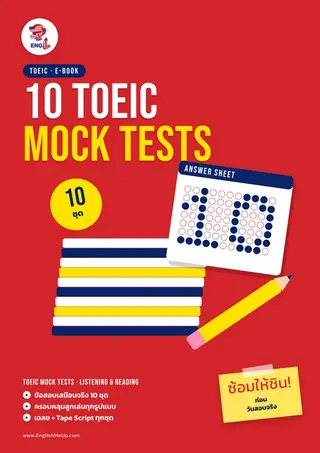 ENG
TOEIC · E-BOOK
10 TOEIC
MOCK TESTS
ANSWER SHEET
10
10
ชุด
TOEIC MOCK TESTS · LISTENING & READING
ข้อสอบเสมือนจริง 10 ชุด
ครอบคลุมลูกเล่นทุกรูปแบบ
เฉลย + Tape Script ทุกชุด
ซ้อมให้ชิน!
ก่อน
วันสอบจริง
www.EnglishHeUp.com